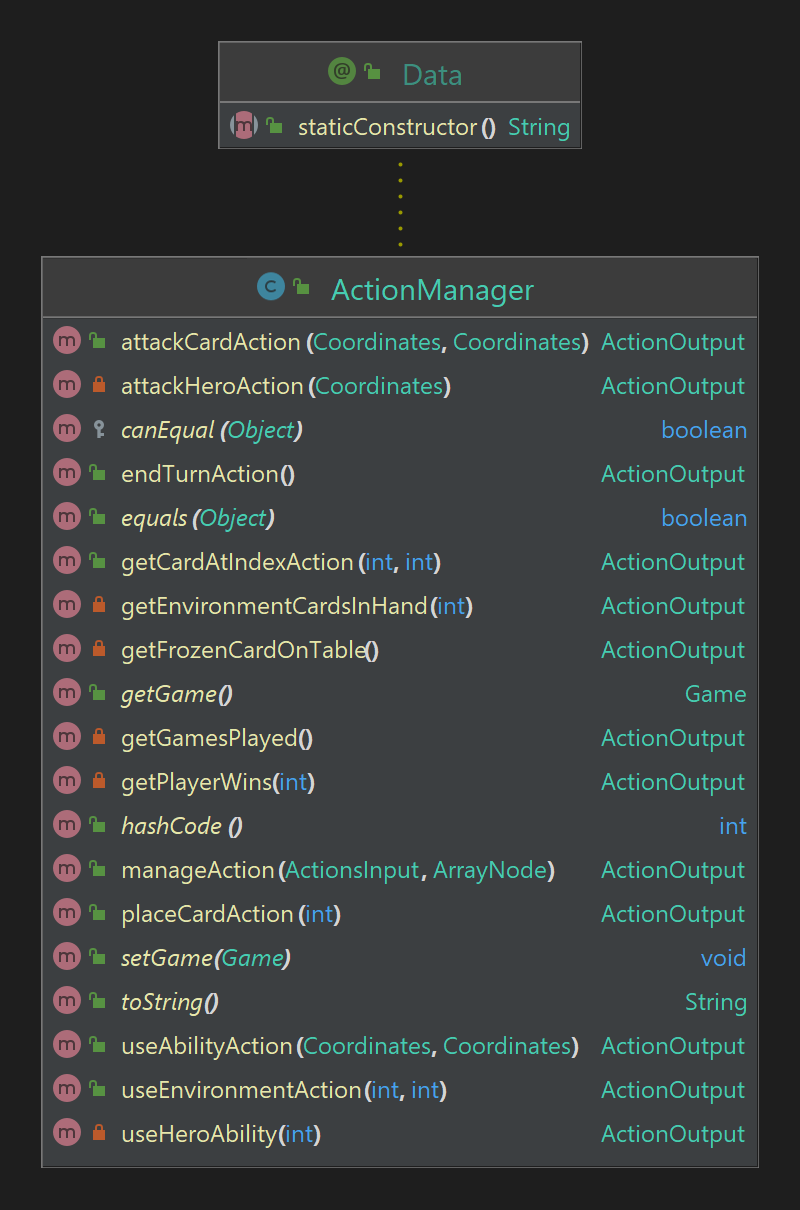 @ Data
m staticConstructor() String
C ActionManager
m attackCardAction(Coordinates, Coordinates) ActionOutput
m attackHeroAction(Coordinates) ActionOutput
m canEqual(Object) boolean
m endTurnAction() ActionOutput
m equals(Object) boolean
m getCardAtIndexAction(int, int) ActionOutput
m getEnvironmentCardsInHand(int) ActionOutput
m getFrozenCardOnTable() ActionOutput
m getGame() Game
m getGamesPlayed() ActionOutput
m getPlayerWins(int) ActionOutput
m hashCode() int
m manageAction(ActionsInput, ArrayNode) ActionOutput
m placeCardAction(int) ActionOutput
m setGame(Game) void
m toString() String
m useAbilityAction(Coordinates, Coordinates) ActionOutput
m useEnvironmentAction(int, int) ActionOutput
m useHeroAbility(int) ActionOutput